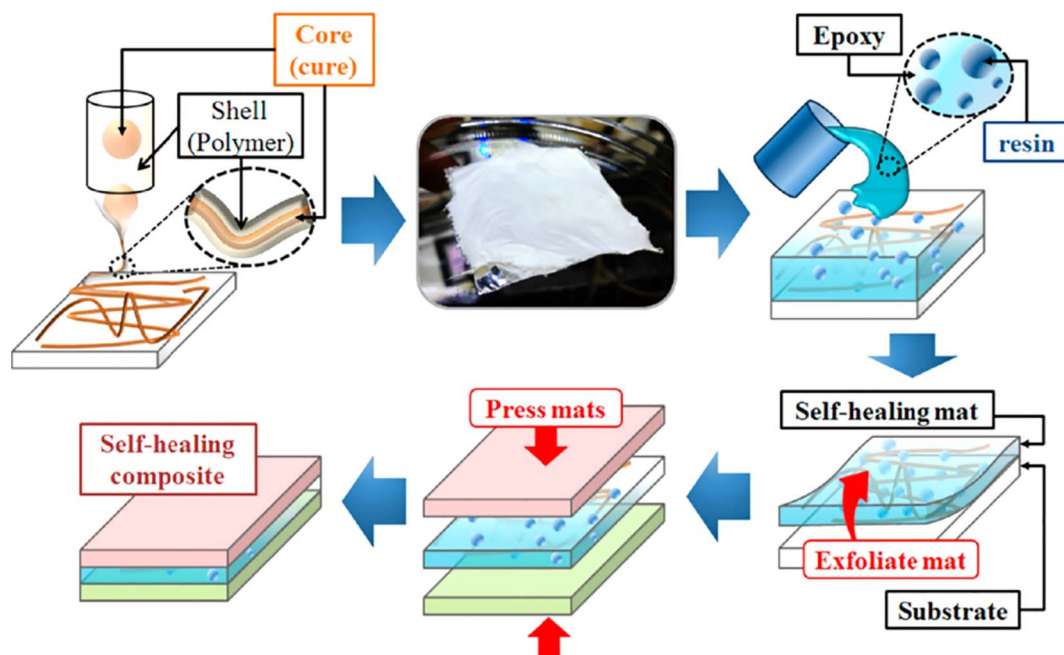 Core
(cure)
Shell
(Polymer)
Epoxy
resin
Self-healing mat
Exfoliate mat
Substrate
Press mats
Self-healing
composite